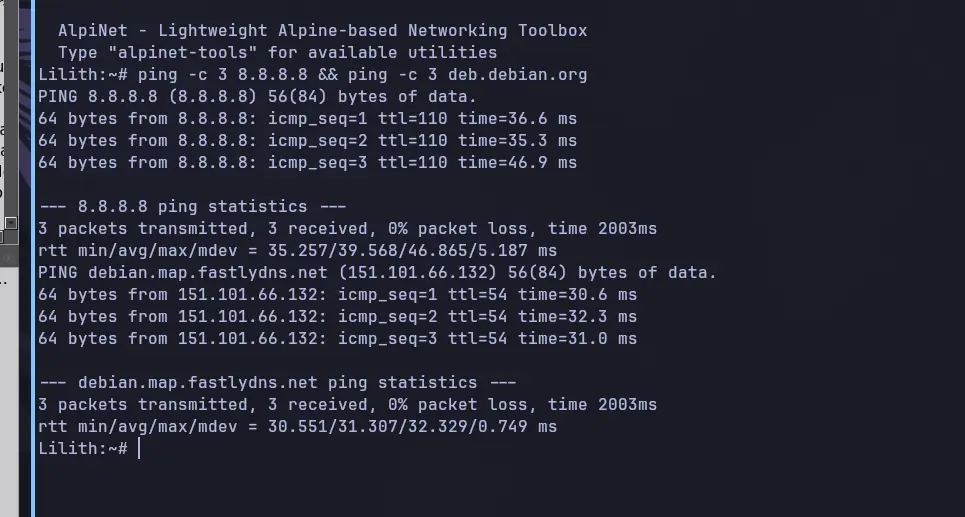 AlpiNet - Lightweight Alpine-based Networking Toolbox
Type "alpinet-tools" for available utilities
Lilith:~# ping -c 3 8.8.8.8 && ping -c 3 deb.debian.org
PING 8.8.8.8 (8.8.8.8) 56(84) bytes of data.
64 bytes from 8.8.8.8: icmp_seq=1 ttl=110 time=36.6 ms
64 bytes from 8.8.8.8: icmp_seq=2 ttl=110 time=35.3 ms
64 bytes from 8.8.8.8: icmp_seq=3 ttl=110 time=46.9 ms

--- 8.8.8.8 ping statistics ---
3 packets transmitted, 3 received, 0% packet loss, time 2003ms
rtt min/avg/max/mdev = 35.257/39.568/46.865/5.187 ms
PING debian.map.fastlydns.net (151.101.66.132) 56(84) bytes of data.
64 bytes from 151.101.66.132: icmp_seq=1 ttl=54 time=30.6 ms
64 bytes from 151.101.66.132: icmp_seq=2 ttl=54 time=32.3 ms
64 bytes from 151.101.66.132: icmp_seq=3 ttl=54 time=31.0 ms

--- debian.map.fastlydns.net ping statistics ---
3 packets transmitted, 3 received, 0% packet loss, time 2003ms
rtt min/avg/max/mdev = 30.551/31.307/32.329/0.749 ms
Lilith:~#